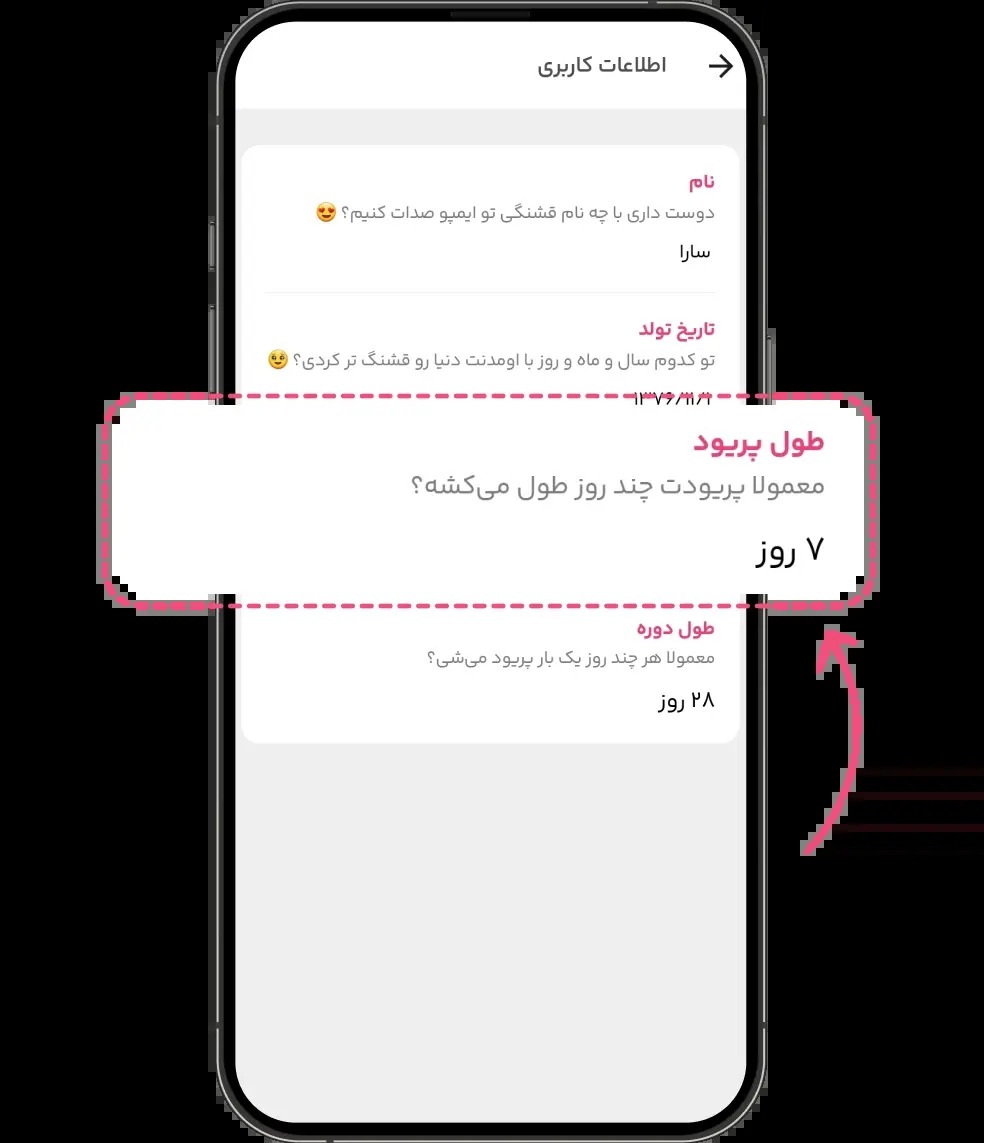 اطلاعات کاربری
نام
دوست داری با چه نام قشنگی تو ایمپو صدات کنیم؟ 😍
سارا
تاریخ تولد
تو کدوم سال و ماه و روز با اومدنت دنیا رو قشنگ تر کردی؟ 🥹
طول پریود
معمولا پریودت چند روز طول می‌کشه؟
۷ روز
طول دوره
معمولا هر چند روز یک بار پریود می‌شی؟
۲۸ روز